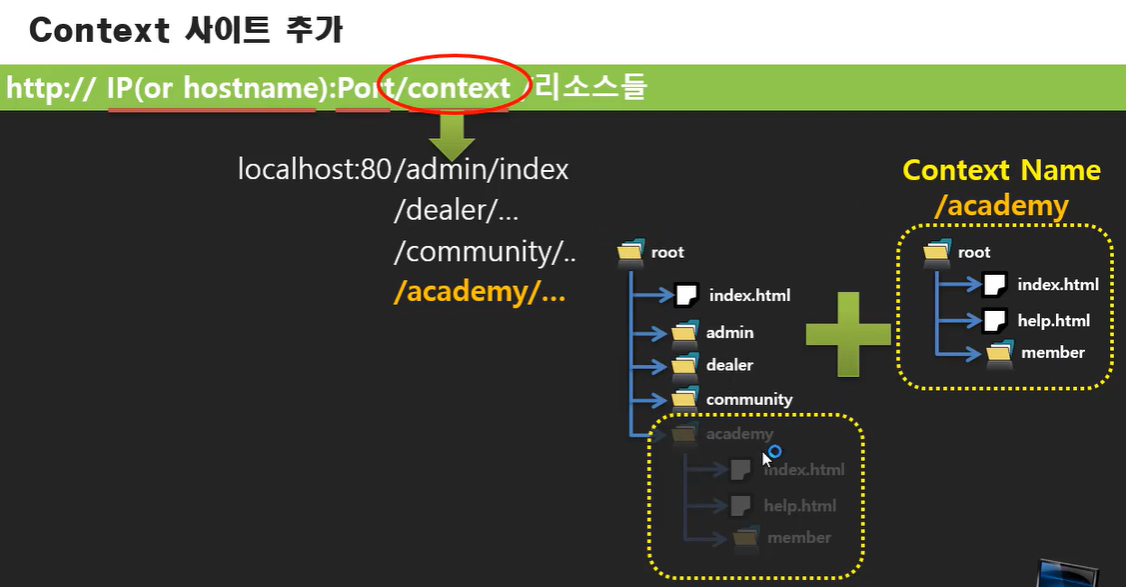 Context 사이트 추가
http:// IP(or hostname):Port/context /리소스들
localhost:80/admin/index
/dealer/...
/community/..
/academy/...
root
index.html
admin
dealer
community
academy
index.html
help.html
member
Context Name
/academy
root
index.html
help.html
member